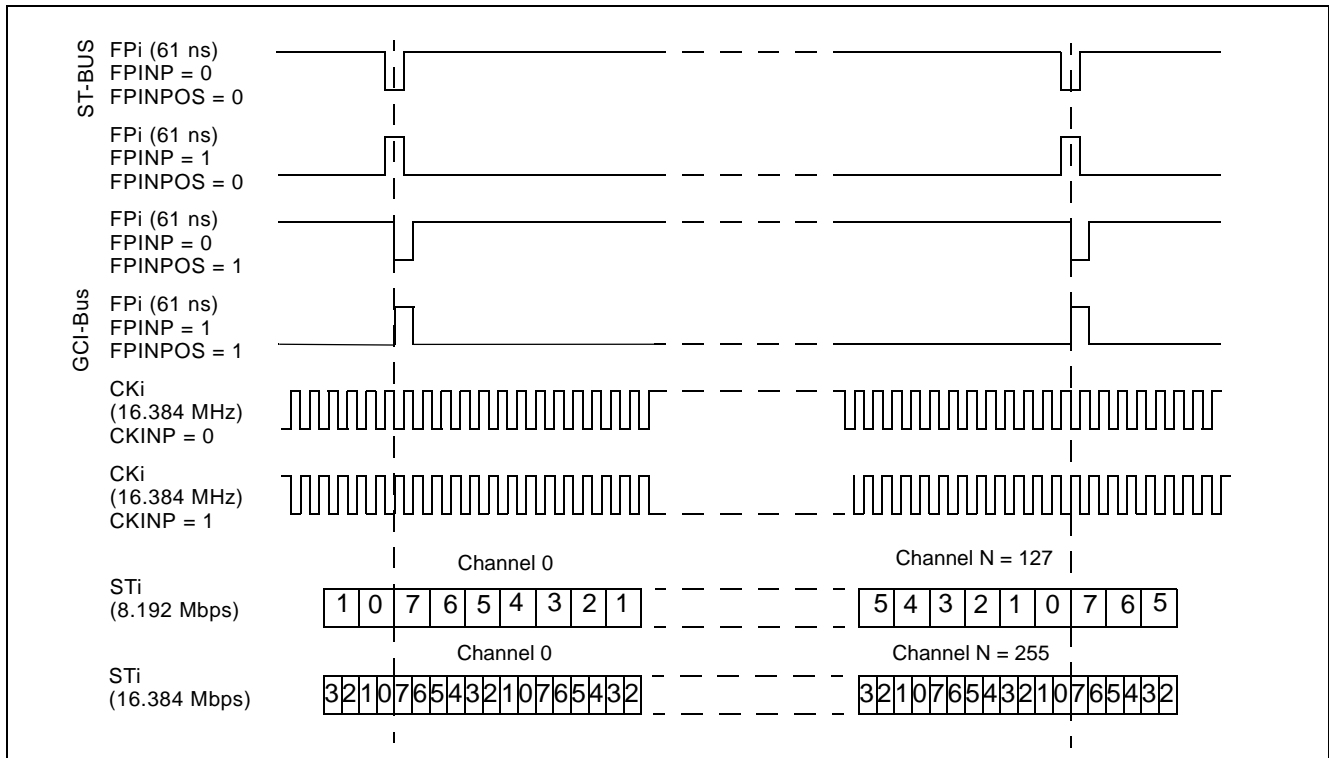 ST-BUS
FPi (61 ns)
FPINP = 0
FPINPOS = 0
FPi (61 ns)
FPINP = 1
FPINPOS = 0
FPi (61 ns)
FPINP = 0
FPINPOS = 1
GCI-Bus
FPi (61 ns)
FPINP = 1
FPINPOS = 1
CKi
(16.384 MHz)
CKINP = 0
CKi
(16.384 MHz)
CKINP = 1
Channel 0
Channel N = 127
STi
(8.192 Mbps)
1 0 7 6 5 4 3 2 1
5 4 3 2 1 0 7 6 5
Channel 0
Channel N = 255
STi
(16.384 Mbps)
3 2 1 0 7 6 5 4 3 2 1 0 7 6 5 4 3 2
3 2 1 0 7 6 5 4 3 2 1 0 7 6 5 4 3 2